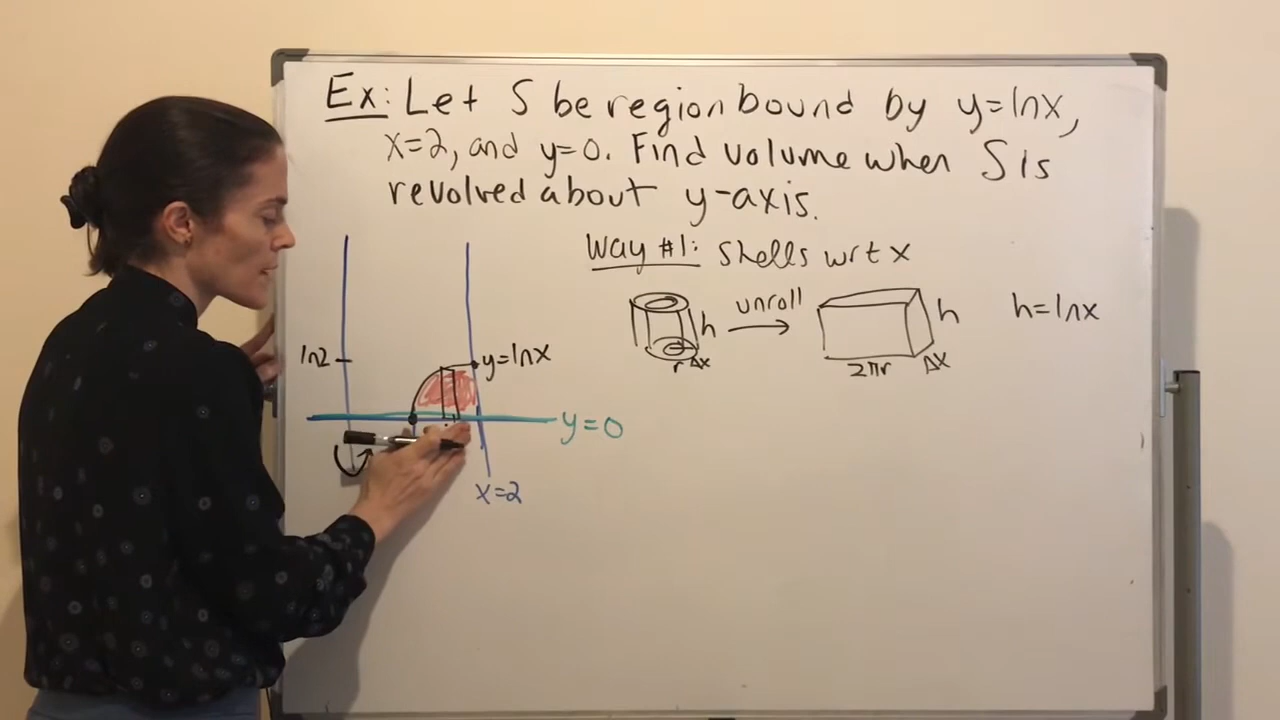 Ex: Let S be region bound by y=lnx,
x=2, and y=0. Find volume when S is
revolved about y-axis.
Way #1: Shells wrt x
unroll
h
h
h=lnx
r Δx
2πr
Δx
ln2
y=lnx
y=0
x=2